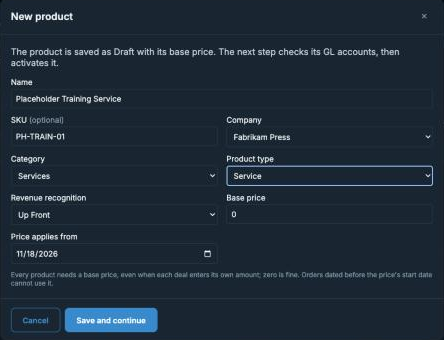 New product
×
The product is saved as Draft with its base price. The next step checks its GL accounts, then
activates it.
Name
Placeholder Training Service
SKU (optional)
Company
PH-TRAIN-01
Fabrikam Press
Category
Product type
Services
Service
Revenue recognition
Base price
Up Front
0
Price applies from
11/18/2026
Every product needs a base price, even when each deal enters its own amount; zero is fine. Orders dated before the price's start date
cannot use it.
Cancel
Save and continue